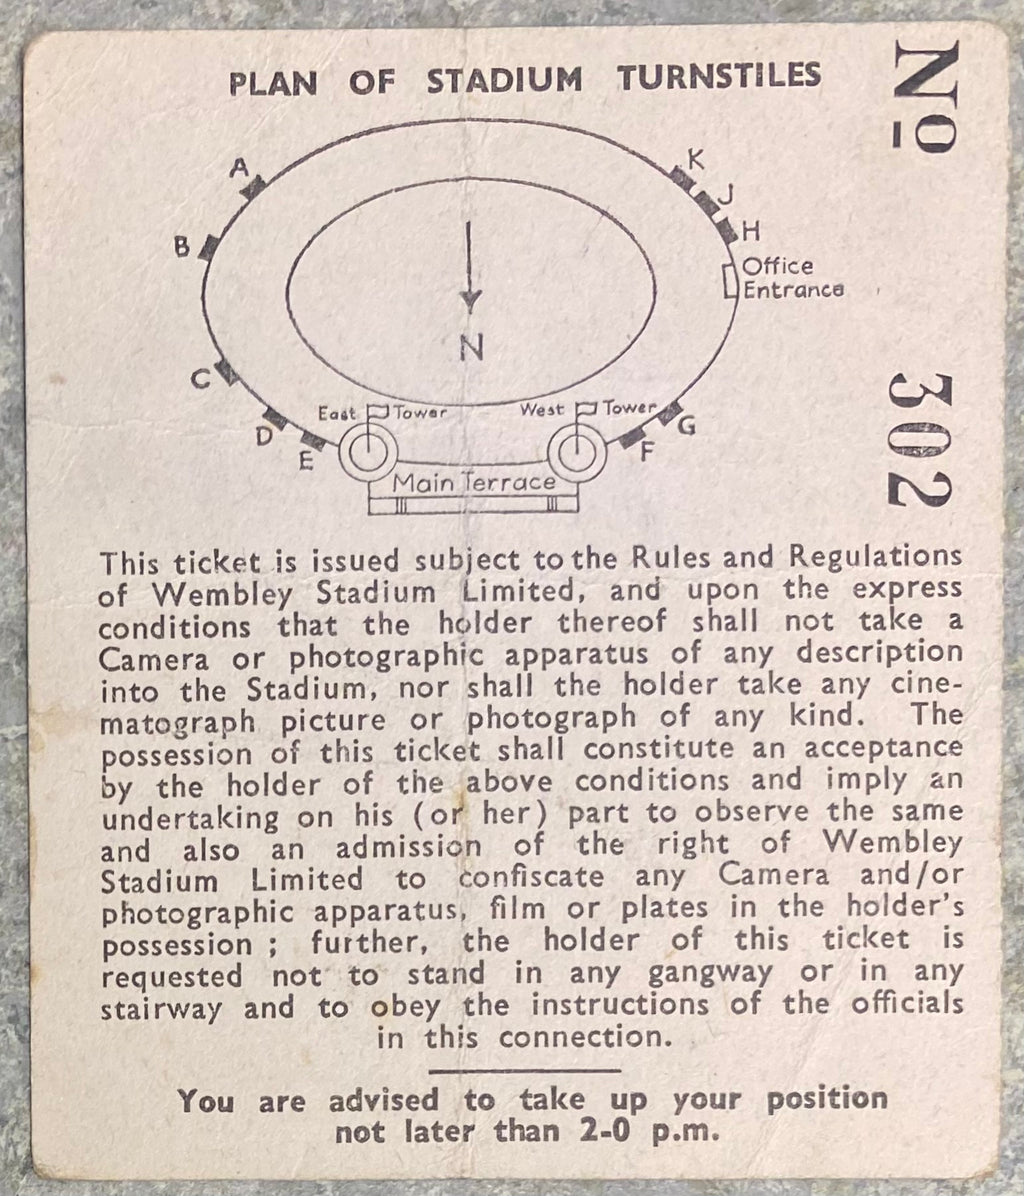 PLAN OF STADIUM TURNSTILES
No
302
A
B
C
D
E
K
J
H
Office
Entrance
N
East Tower
West Tower
G
F
Main Terrace
This ticket is issued subject to the Rules and Regulations
of Wembley Stadium Limited, and upon the express
conditions that the holder thereof shall not take a
Camera or photographic apparatus of any description
into the Stadium, nor shall the holder take any cine-
matograph picture or photograph of any kind. The
possession of this ticket shall constitute an acceptance
by the holder of the above conditions and imply an
undertaking on his (or her) part to observe the same
and also an admission of the right of Wembley
Stadium Limited to confiscate any Camera and/or
photographic apparatus, film or plates in the holder's
possession ; further, the holder of this ticket is
requested not to stand in any gangway or in any
stairway and to obey the instructions of the officials
in this connection.
You are advised to take up your position
not later than 2-0 p.m.